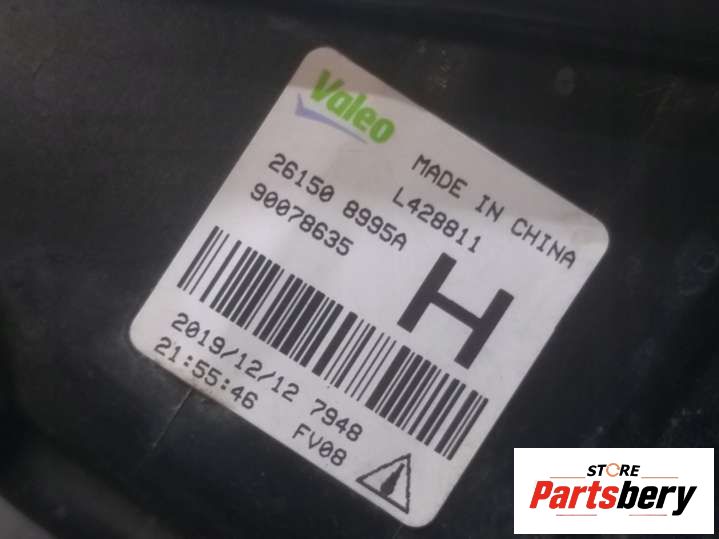 Valeo
MADE IN CHINA
L428811
26150 8995A
90078635
H
2019/12/12 7948
21:55:46 FV08
STORE
Partsbery